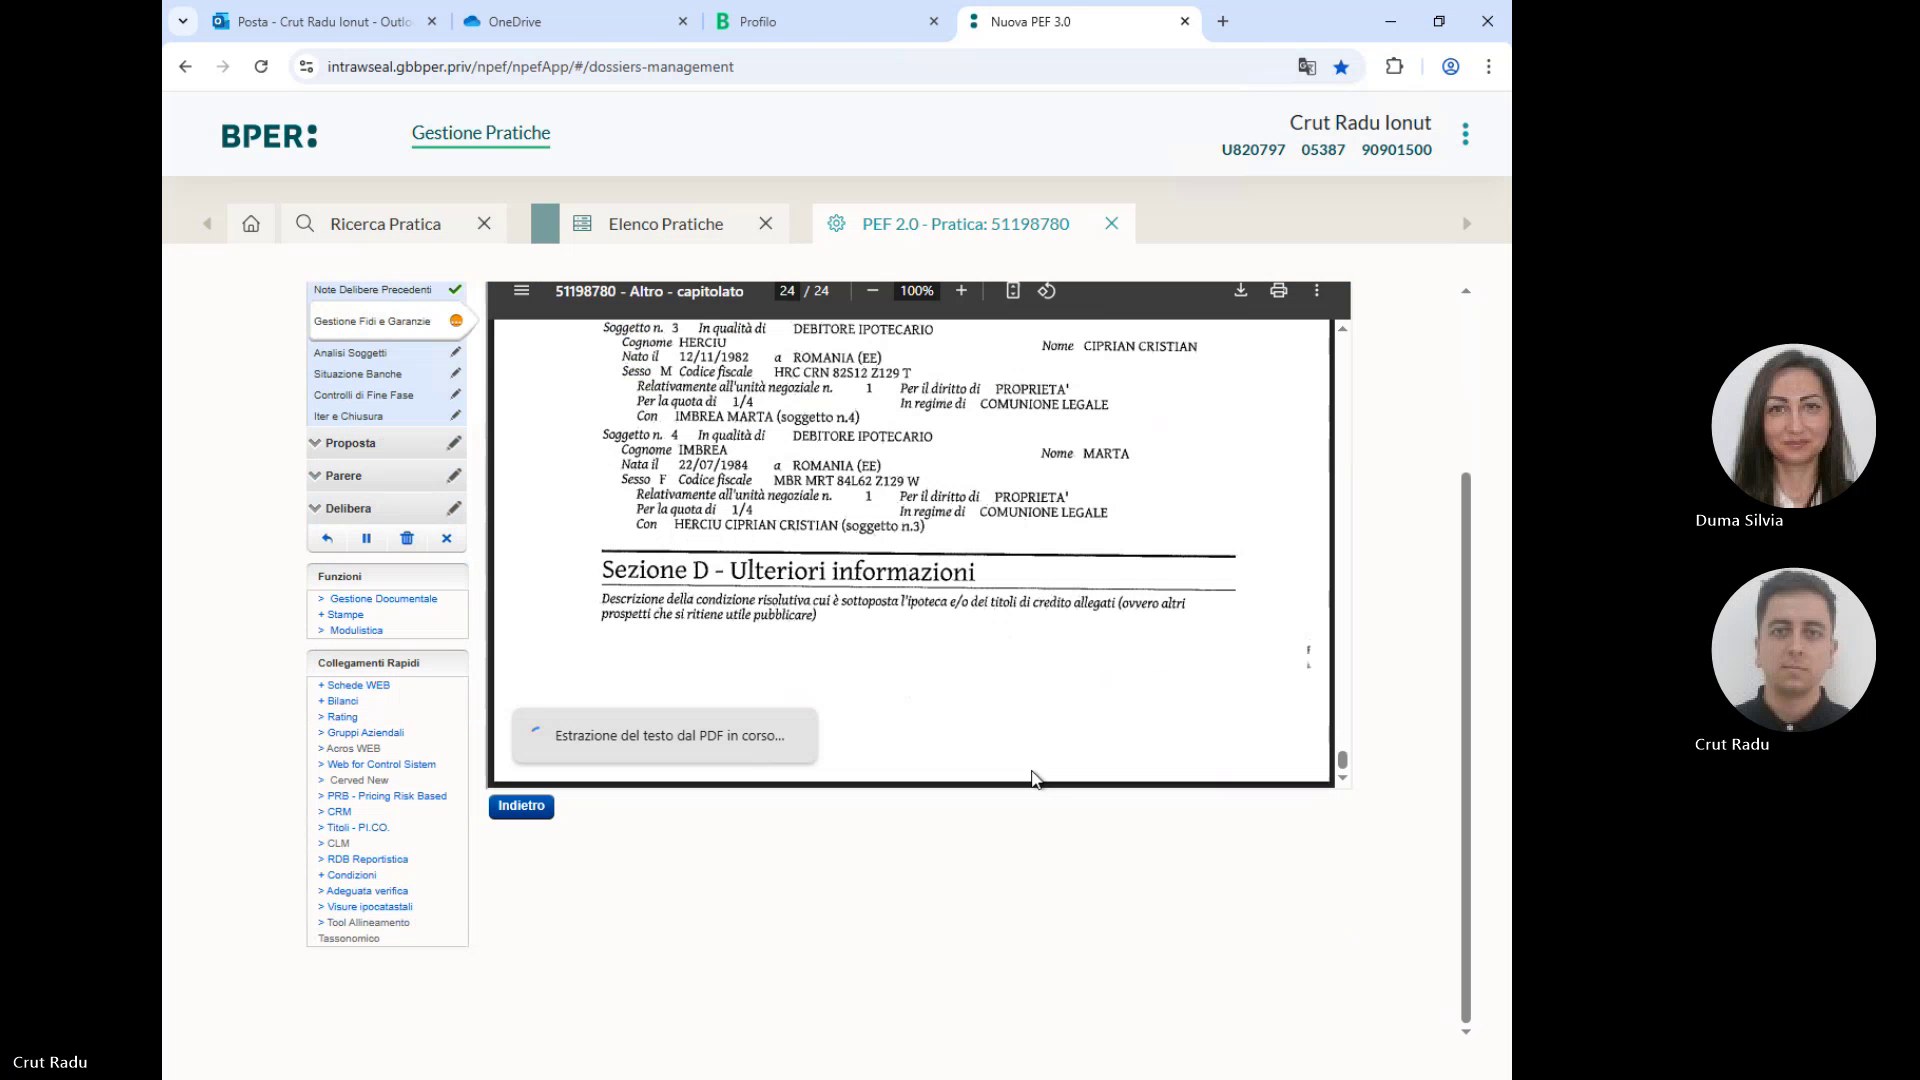 Posta - Crut Radu Ionut - Outlo
OneDrive
Profilo
Nuova PEF 3.0
intrawseal.gbbper.priv/npef/npefApp/#/dossiers-management
BPER:
Gestione Pratiche
Crut Radu Ionut
U820797 05387 90901500
Ricerca Pratica
Elenco Pratiche
PEF 2.0 - Pratica: 51198780
Note Delibere Precedenti
Gestione Fidi e Garanzie
Analisi Soggetti
Situazione Banche
Controlli di Fine Fase
Iter e Chiusura
Proposta
Parere
Delibera
Funzioni
> Gestione Documentale
+ Stampe
> Modulistica
Collegamenti Rapidi
+ Schede WEB
+ Bilanci
> Rating
> Gruppi Aziendali
> Acros WEB
> Web for Control Sistem
> Cerved New
> PRB - Pricing Risk Based
> CRM
> Titoli - PI.CO.
> CLM
> RDB Reportistica
+ Condizioni
> Adeguata verifica
> Visure ipocatastali
> Tool Allineamento
Tassonomico
51198780 - Altro - capitolato
24 / 24
100%
Soggetto n. 3 In qualità di DEBITORE IPOTECARIO
Cognome HERCIU Nome CIPRIAN CRISTIAN
Nato il 12/11/1982 a ROMANIA (EE)
Sesso M Codice fiscale HRC CRN 82S12 Z129 T
Relativamente all'unità negoziale n. 1 Per il diritto di PROPRIETA'
Per la quota di 1/4 In regime di COMUNIONE LEGALE
Con IMBREA MARTA (soggetto n.4)
Soggetto n. 4 In qualità di DEBITORE IPOTECARIO
Cognome IMBREA Nome MARTA
Nata il 22/07/1984 a ROMANIA (EE)
Sesso F Codice fiscale MBR MRT 84L62 Z129 W
Relativamente all'unità negoziale n. 1 Per il diritto di PROPRIETA'
Per la quota di 1/4 In regime di COMUNIONE LEGALE
Con HERCIU CIPRIAN CRISTIAN (soggetto n.3)
Sezione D - Ulteriori informazioni
Descrizione della condizione risolutiva cui è sottoposta l'ipoteca e/o dei titoli di credito allegati (ovvero altri
prospetti che si ritiene utile pubblicare)
Estrazione del testo dal PDF in corso...
Indietro
Duma Silvia
Crut Radu
Crut Radu